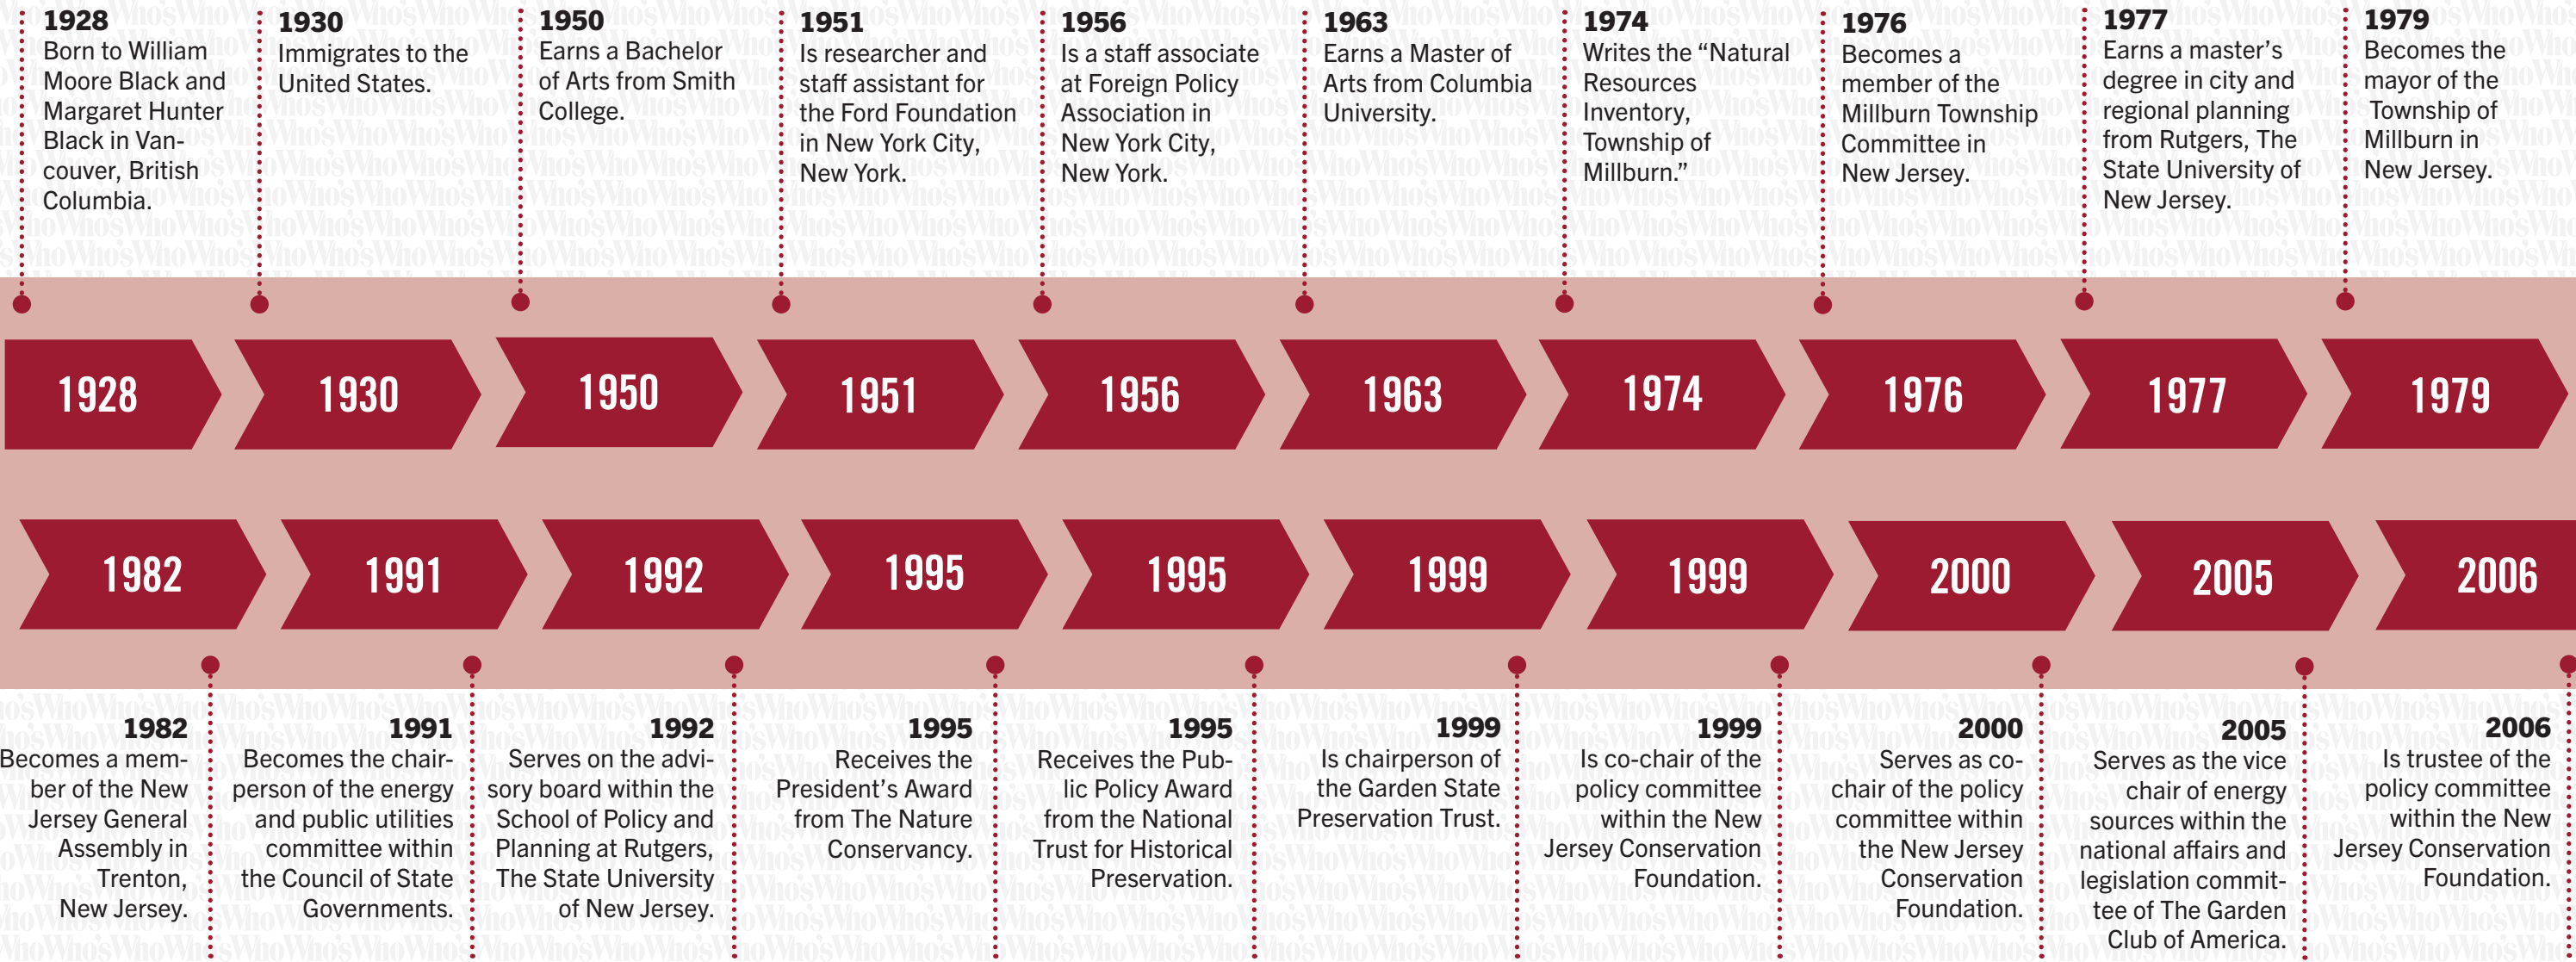 1928
Born to William
Moore Black and
Margaret Hunter
Black in Van-
couver, British
Columbia.
1930
Immigrates to the
United States.
1950
Earns a Bachelor
of Arts from Smith
College.
1951
Is researcher and
staff assistant for
the Ford Foundation
in New York City,
New York.
1956
Is a staff associate
at Foreign Policy
Association in
New York City,
New York.
1963
Earns a Master of
Arts from Columbia
University.
1974
Writes the “Natural
Resources
Inventory,
Township of
Millburn.”
1976
Becomes a
member of the
Millburn Township
Committee in
New Jersey.
1977
Earns a master’s
degree in city and
regional planning
from Rutgers, The
State University of
New Jersey.
1979
Becomes the
mayor of the
Township of
Millburn in
New Jersey.
1928
1930
1950
1951
1956
1963
1974
1976
1977
1979
1982
1991
1992
1995
1995
1999
1999
2000
2005
2006
1982
Becomes a mem-
ber of the New
Jersey General
Assembly in
Trenton,
New Jersey.
1991
Becomes the chair-
person of the energy
and public utilities
committee within
the Council of State
Governments.
1992
Serves on the advi-
sory board within the
School of Policy and
Planning at Rutgers,
The State University
of New Jersey.
1995
Receives the
President’s Award
from The Nature
Conservancy.
1995
Receives the Pub-
lic Policy Award
from the National
Trust for Historical
Preservation.
1999
Is chairperson of
the Garden State
Preservation Trust.
1999
Is co-chair of the
policy committee
within the New
Jersey Conservation
Foundation.
2000
Serves as co-
chair of the policy
committee within
the New Jersey
Conservation
Foundation.
2005
Serves as the vice
chair of energy
sources within the
national affairs and
legislation commit-
tee of The Garden
Club of America.
2006
Is trustee of the
policy committee
within the New
Jersey Conservation
Foundation.